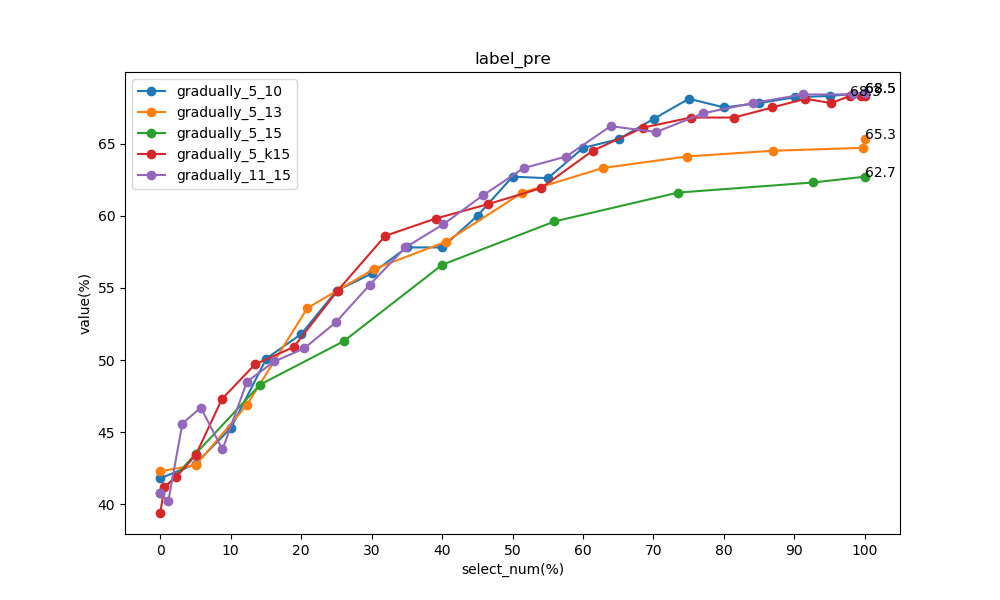 label_pre
gradually_5_10
gradually_5_13
gradually_5_15
gradually_5_k15
gradually_11_15
68.5
65.3
62.7
value(%)
65
60
55
50
45
40
0 10 20 30 40 50 60 70 80 90 100
select_num(%)